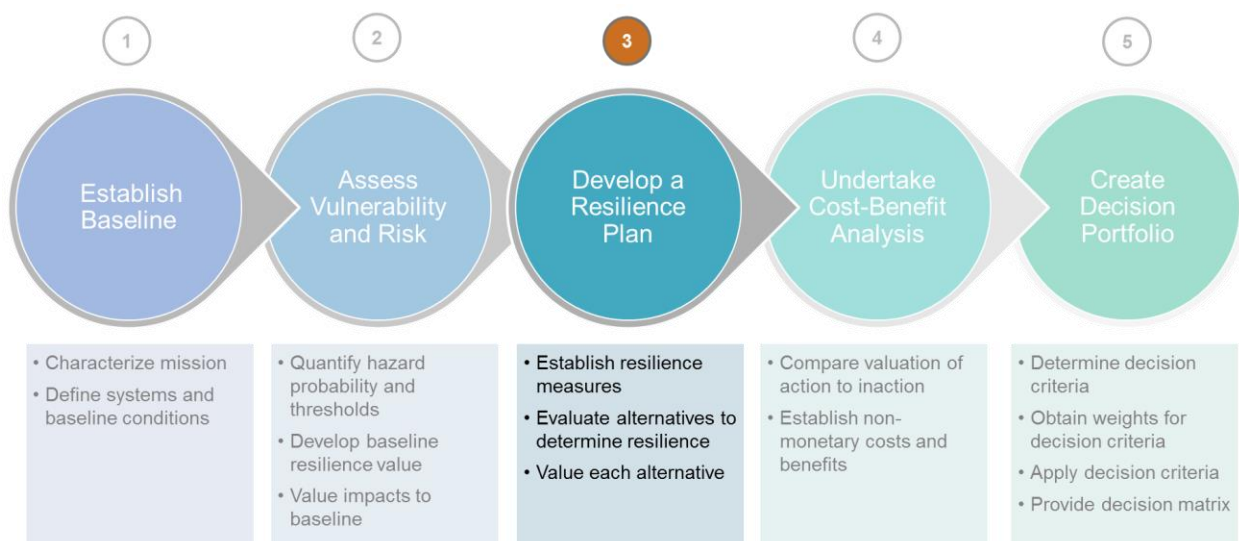 1
2
3
4
5
Establish
Baseline
Assess
Vulnerability
and Risk
Develop a
Resilience
Plan
Undertake
Cost-Benefit
Analysis
Create
Decision
Portfolio
• Characterize mission
• Define systems and
baseline conditions
• Quantify hazard
probability and
thresholds
• Develop baseline
resilience value
• Value impacts to
baseline
• Establish resilience
measures
• Evaluate alternatives to
determine resilience
• Value each alternative
• Compare valuation of
action to inaction
• Establish non-
monetary costs and
benefits
• Determine decision
criteria
• Obtain weights for
decision criteria
• Apply decision criteria
• Provide decision matrix